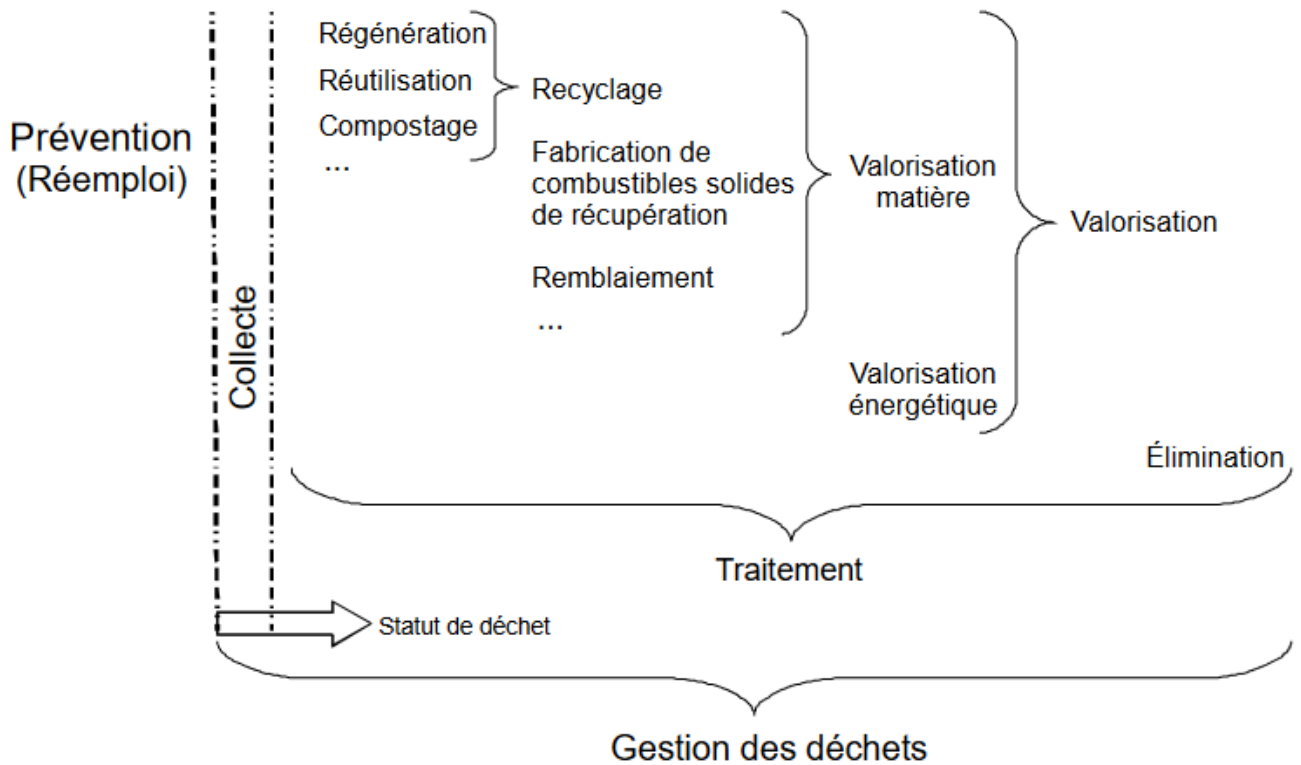 Prévention
(Réemploi)
Collecte
Régénération
Réutilisation
Compostage
...
Recyclage
Fabrication de
combustibles solides
de récupération
Remblaiement
...
Valorisation
matière
Valorisation
énergétique
Valorisation
Élimination
Traitement
Statut de déchet
Gestion des déchets